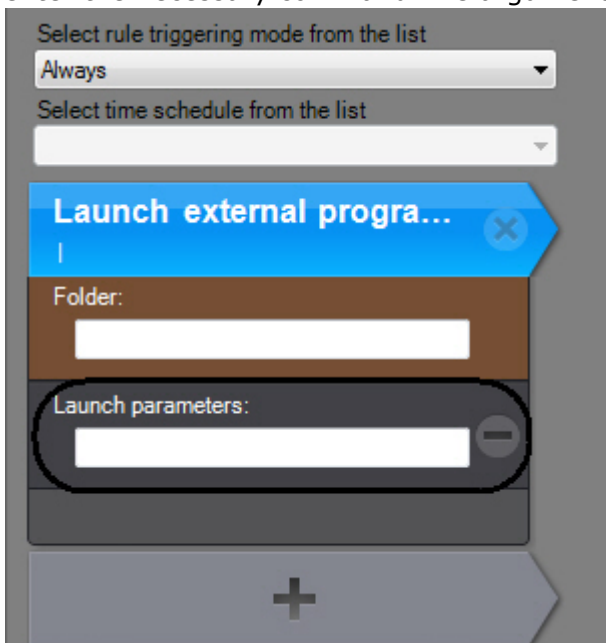 Select rule triggering mode from the list
Always
Select time schedule from the list
Launch external progra...
|
Folder:
Launch parameters: